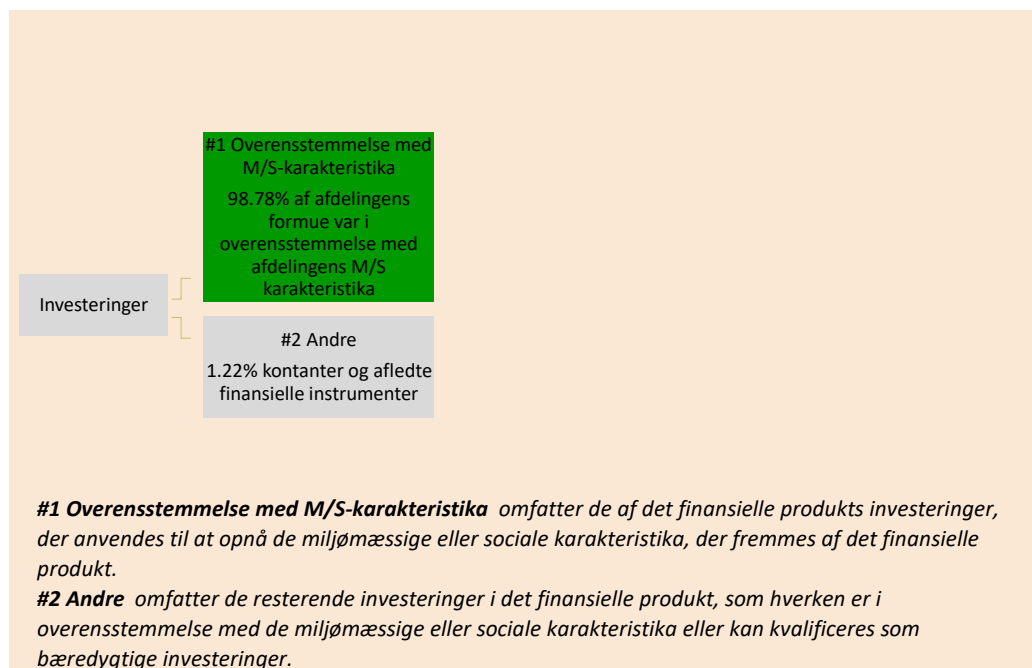 #1 Overensstemmelse med
M/S-karakteristika
98.78% af afdelingens
formue var i
overensstemmelse med
afdelingens M/S
karakteristika
Investeringer
#2 Andre
1.22% kontanter og afledte
finansielle instrumenter
#1 Overensstemmelse med M/S-karakteristika omfatter de af det finansielle produkts investeringer,
der anvendes til at opnå de miljømæssige eller sociale karakteristika, der fremmes af det finansielle
produkt.
#2 Andre omfatter de resterende investeringer i det finansielle produkt, som hverken er i
overensstemmelse med de miljømæssige eller sociale karakteristika eller kan kvalificeres som
bæredygtige investeringer.